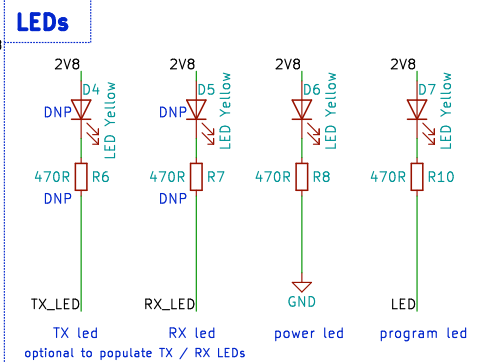 LEDs
2V8 2V8 2V8 2V8
D4 D5 D6 D7
DNP DNP
LED Yellow LED Yellow LED Yellow LED Yellow
470R R6 470R R7 470R R8 470R R10
DNP DNP
GND
TX_LED RX_LED LED
TX led RX led power led program led
optional to populate TX / RX LEDs